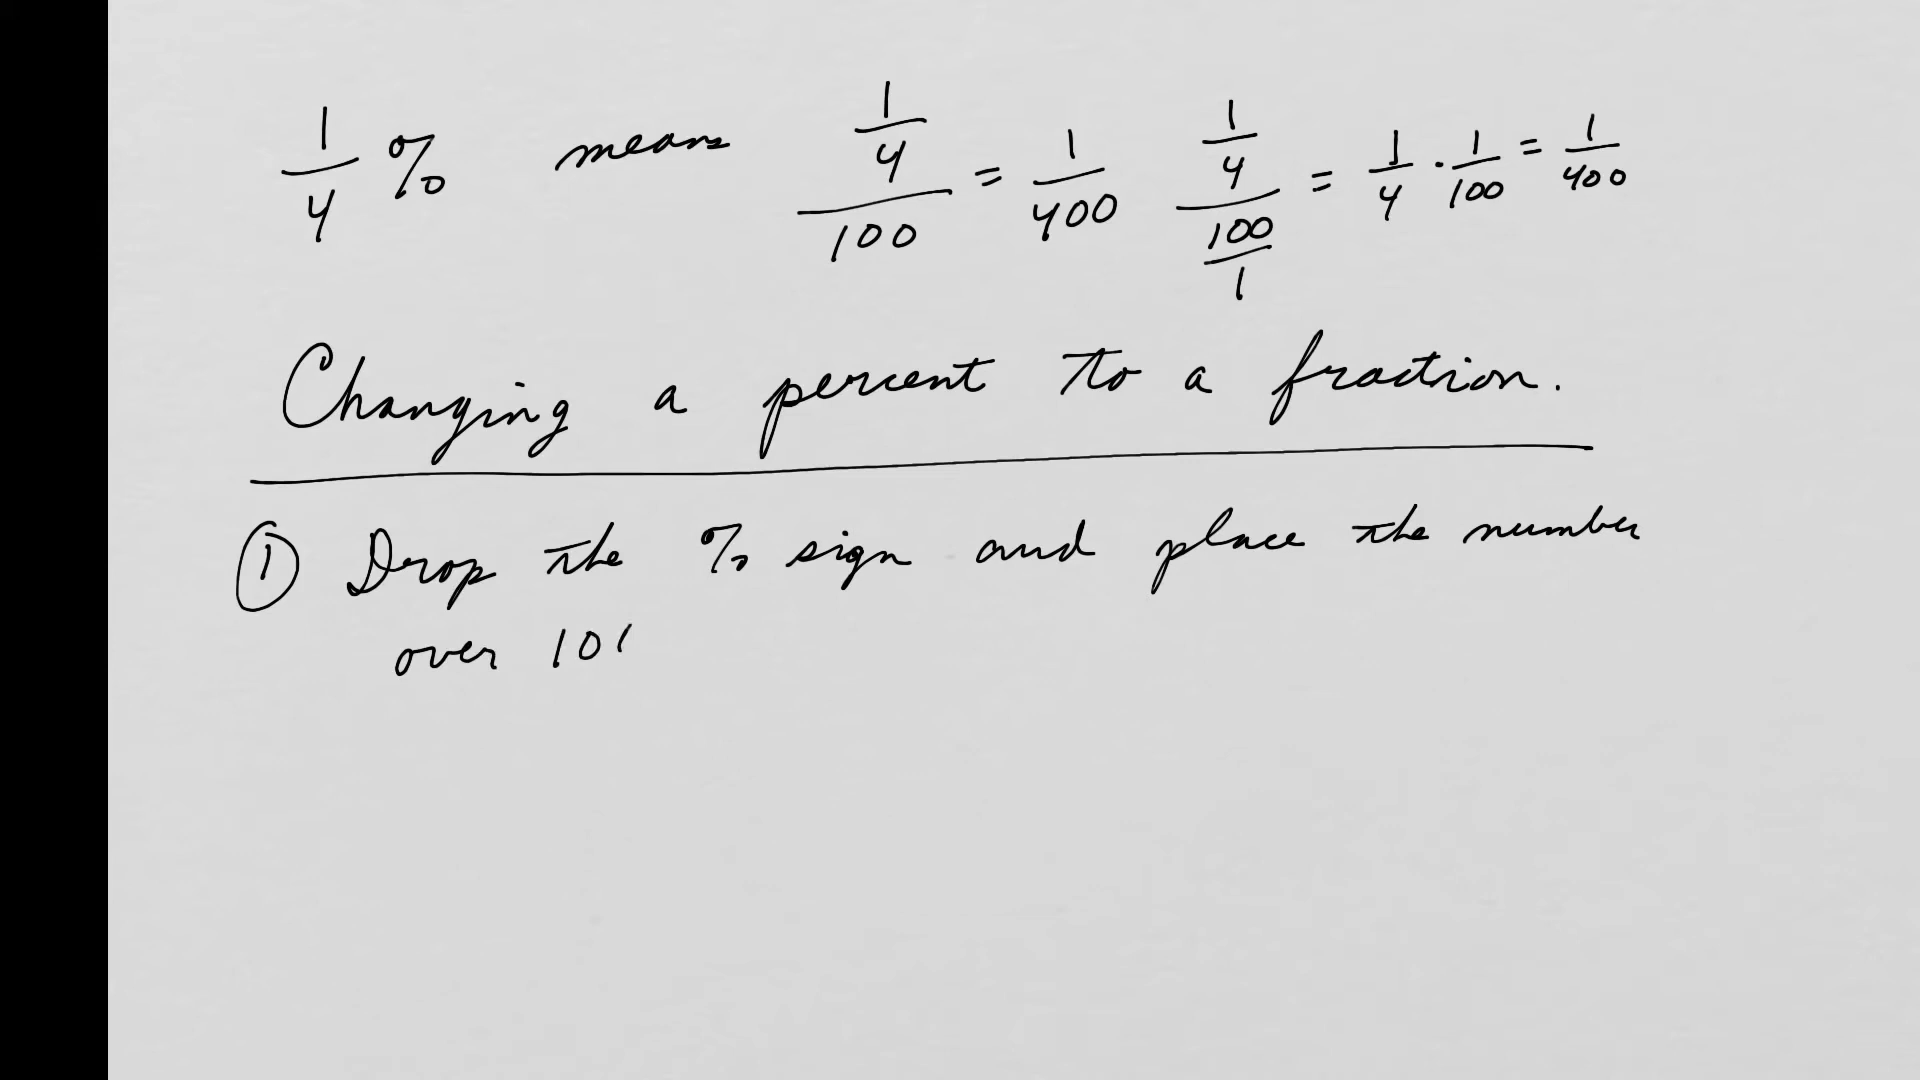 1/4 % means (1/4)/100 = 1/400 (1/4)/(100/1) = 1/4 · 1/100 = 1/400
Changing a percent to a fraction.
① Drop the % sign and place the number
over 10